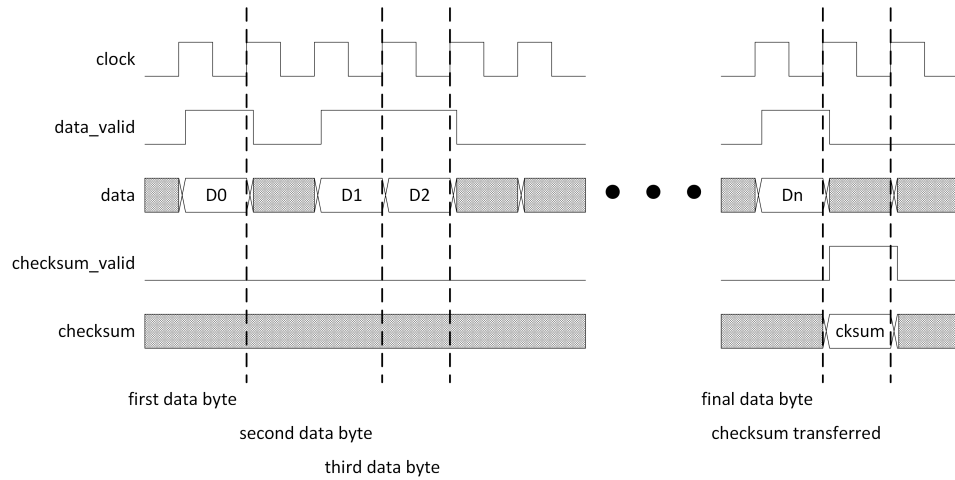 clock
data_valid
data D0 D1 D2 Dn
checksum_valid
checksum cksum
first data byte final data byte
second data byte checksum transferred
third data byte